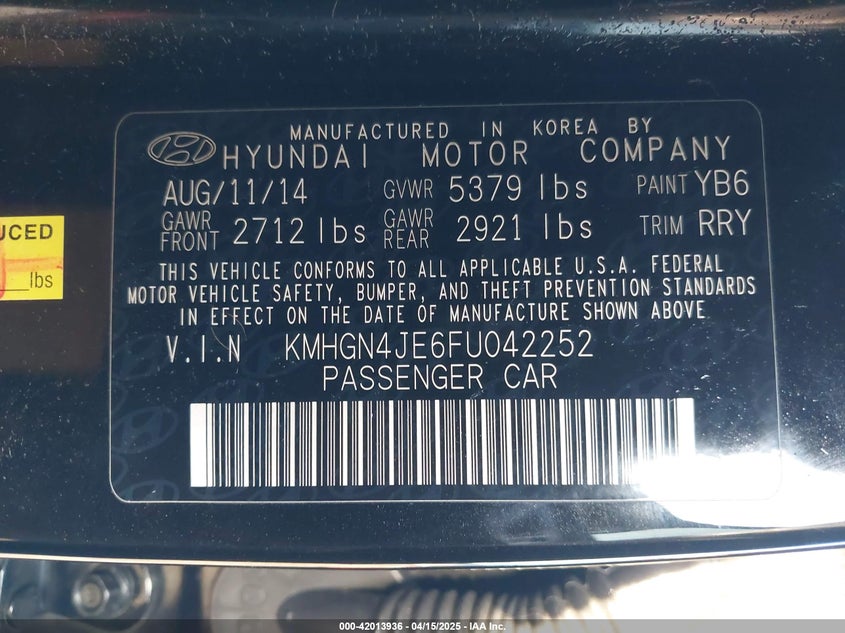 MANUFACTURED IN KOREA BY
HYUNDAI MOTOR COMPANY
AUG/11/14 GVWR 5379 lbs PAINT YB6
GAWR FRONT 2712 lbs GAWR REAR 2921 lbs TRIM RRY
THIS VEHICLE CONFORMS TO ALL APPLICABLE U.S.A. FEDERAL
MOTOR VEHICLE SAFETY, BUMPER, AND THEFT PREVENTION STANDARDS
IN EFFECT ON THE DATE OF MANUFACTURE SHOWN ABOVE
V.I.N KMHGN4JE6FU042252
PASSENGER CAR
lbs
000-42013936 - 04/15/2025 - IAA Inc.